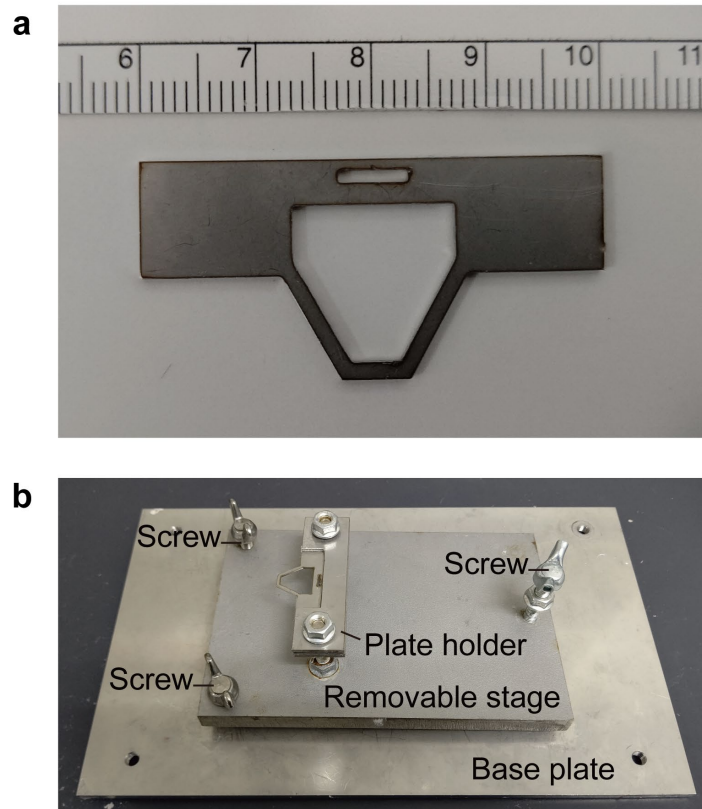 a
6 7 8 9 10 11
b
Screw
Screw
Plate holder
Screw
Removable stage
Base plate